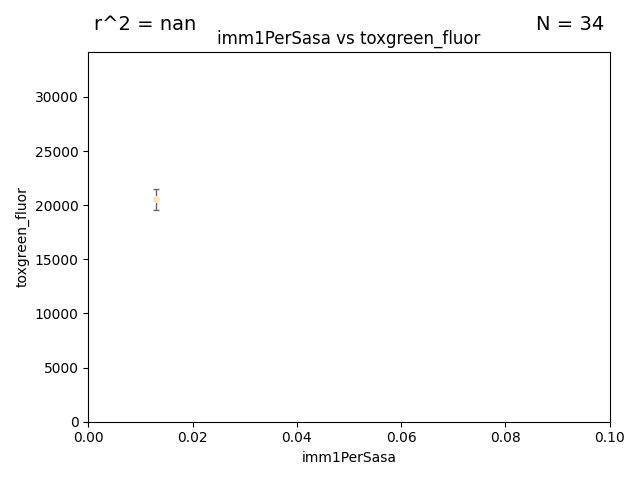 r^2 = nan
N = 34
imm1PerSasa vs toxgreen_fluor
30000
25000
20000
15000
10000
5000
0
toxgreen_fluor
0.00 0.02 0.04 0.06 0.08 0.10
imm1PerSasa